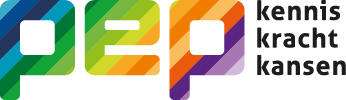 pep
kennis
kracht
kansen